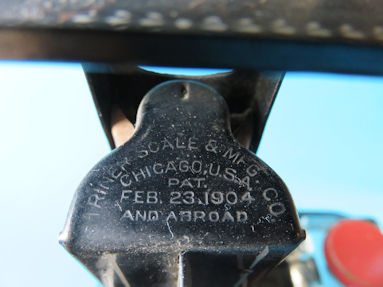 TRINER SCALE & MFG. CO
CHICAGO, U.S.A.
PAT.
FEB. 23, 1904
AND ABROAD